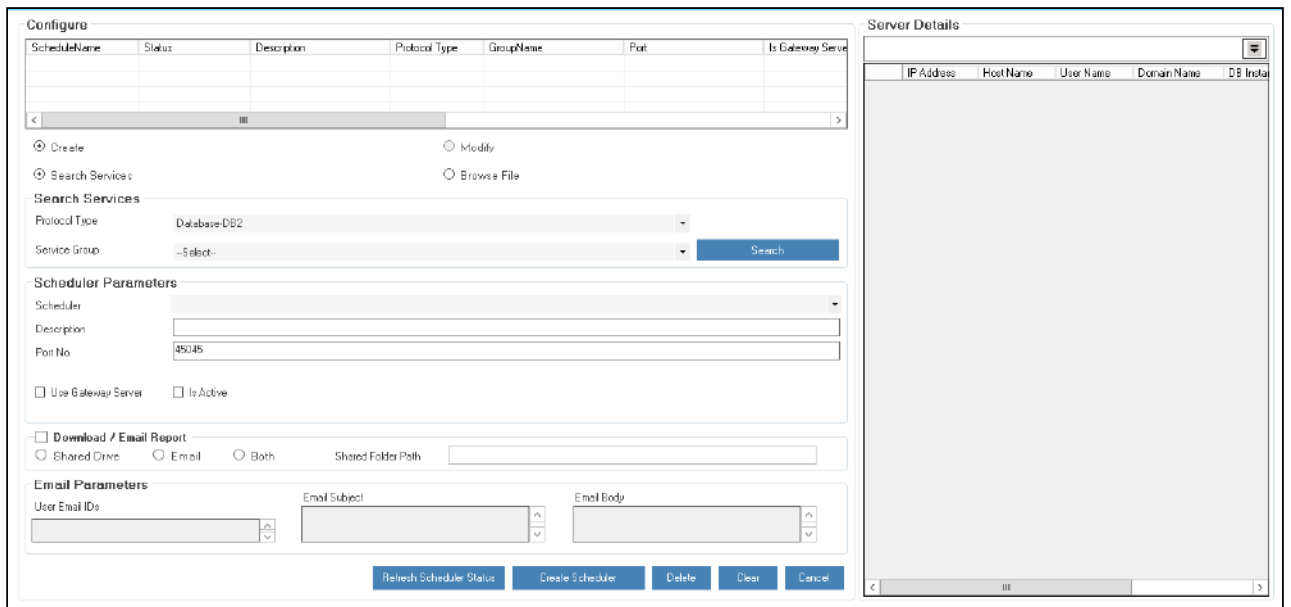 Configure
ScheduleName Status Description Protocol Type GroupName Port Is Gateway Serve
Create Modify
Search Services Browse File
Search Services
Protocol Type Database-DB2
Service Group --Select-- Search
Scheduler Parameters
Scheduler
Description
Port No. 45045
Use Gateway Server Is Active
Download / Email Report
Shared Drive Email Both Shared Folder Path
Email Parameters
User Email IDs Email Subject Email Body
Refresh Scheduler Status Create Scheduler Delete Clear Cancel
Server Details
IP Address Host Name User Name Domain Name DB Instan